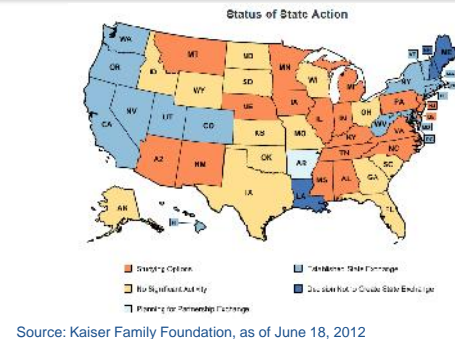 Status of State Action
WA
OR
CA
NV
ID
MT
WY
UT
CO
AZ
NM
ND
SD
NE
KS
OK
TX
MN
IA
MO
AR
LA
WI
IL
MI
IN
OH
KY
TN
MS
AL
GA
FL
SC
NC
VA
WV
PA
NY
ME
AK
Studying Options
Established State Exchange
No Significant Activity
Decision Not to Create State Exchange
Planning for Partnership Exchange
Source: Kaiser Family Foundation, as of June 18, 2012